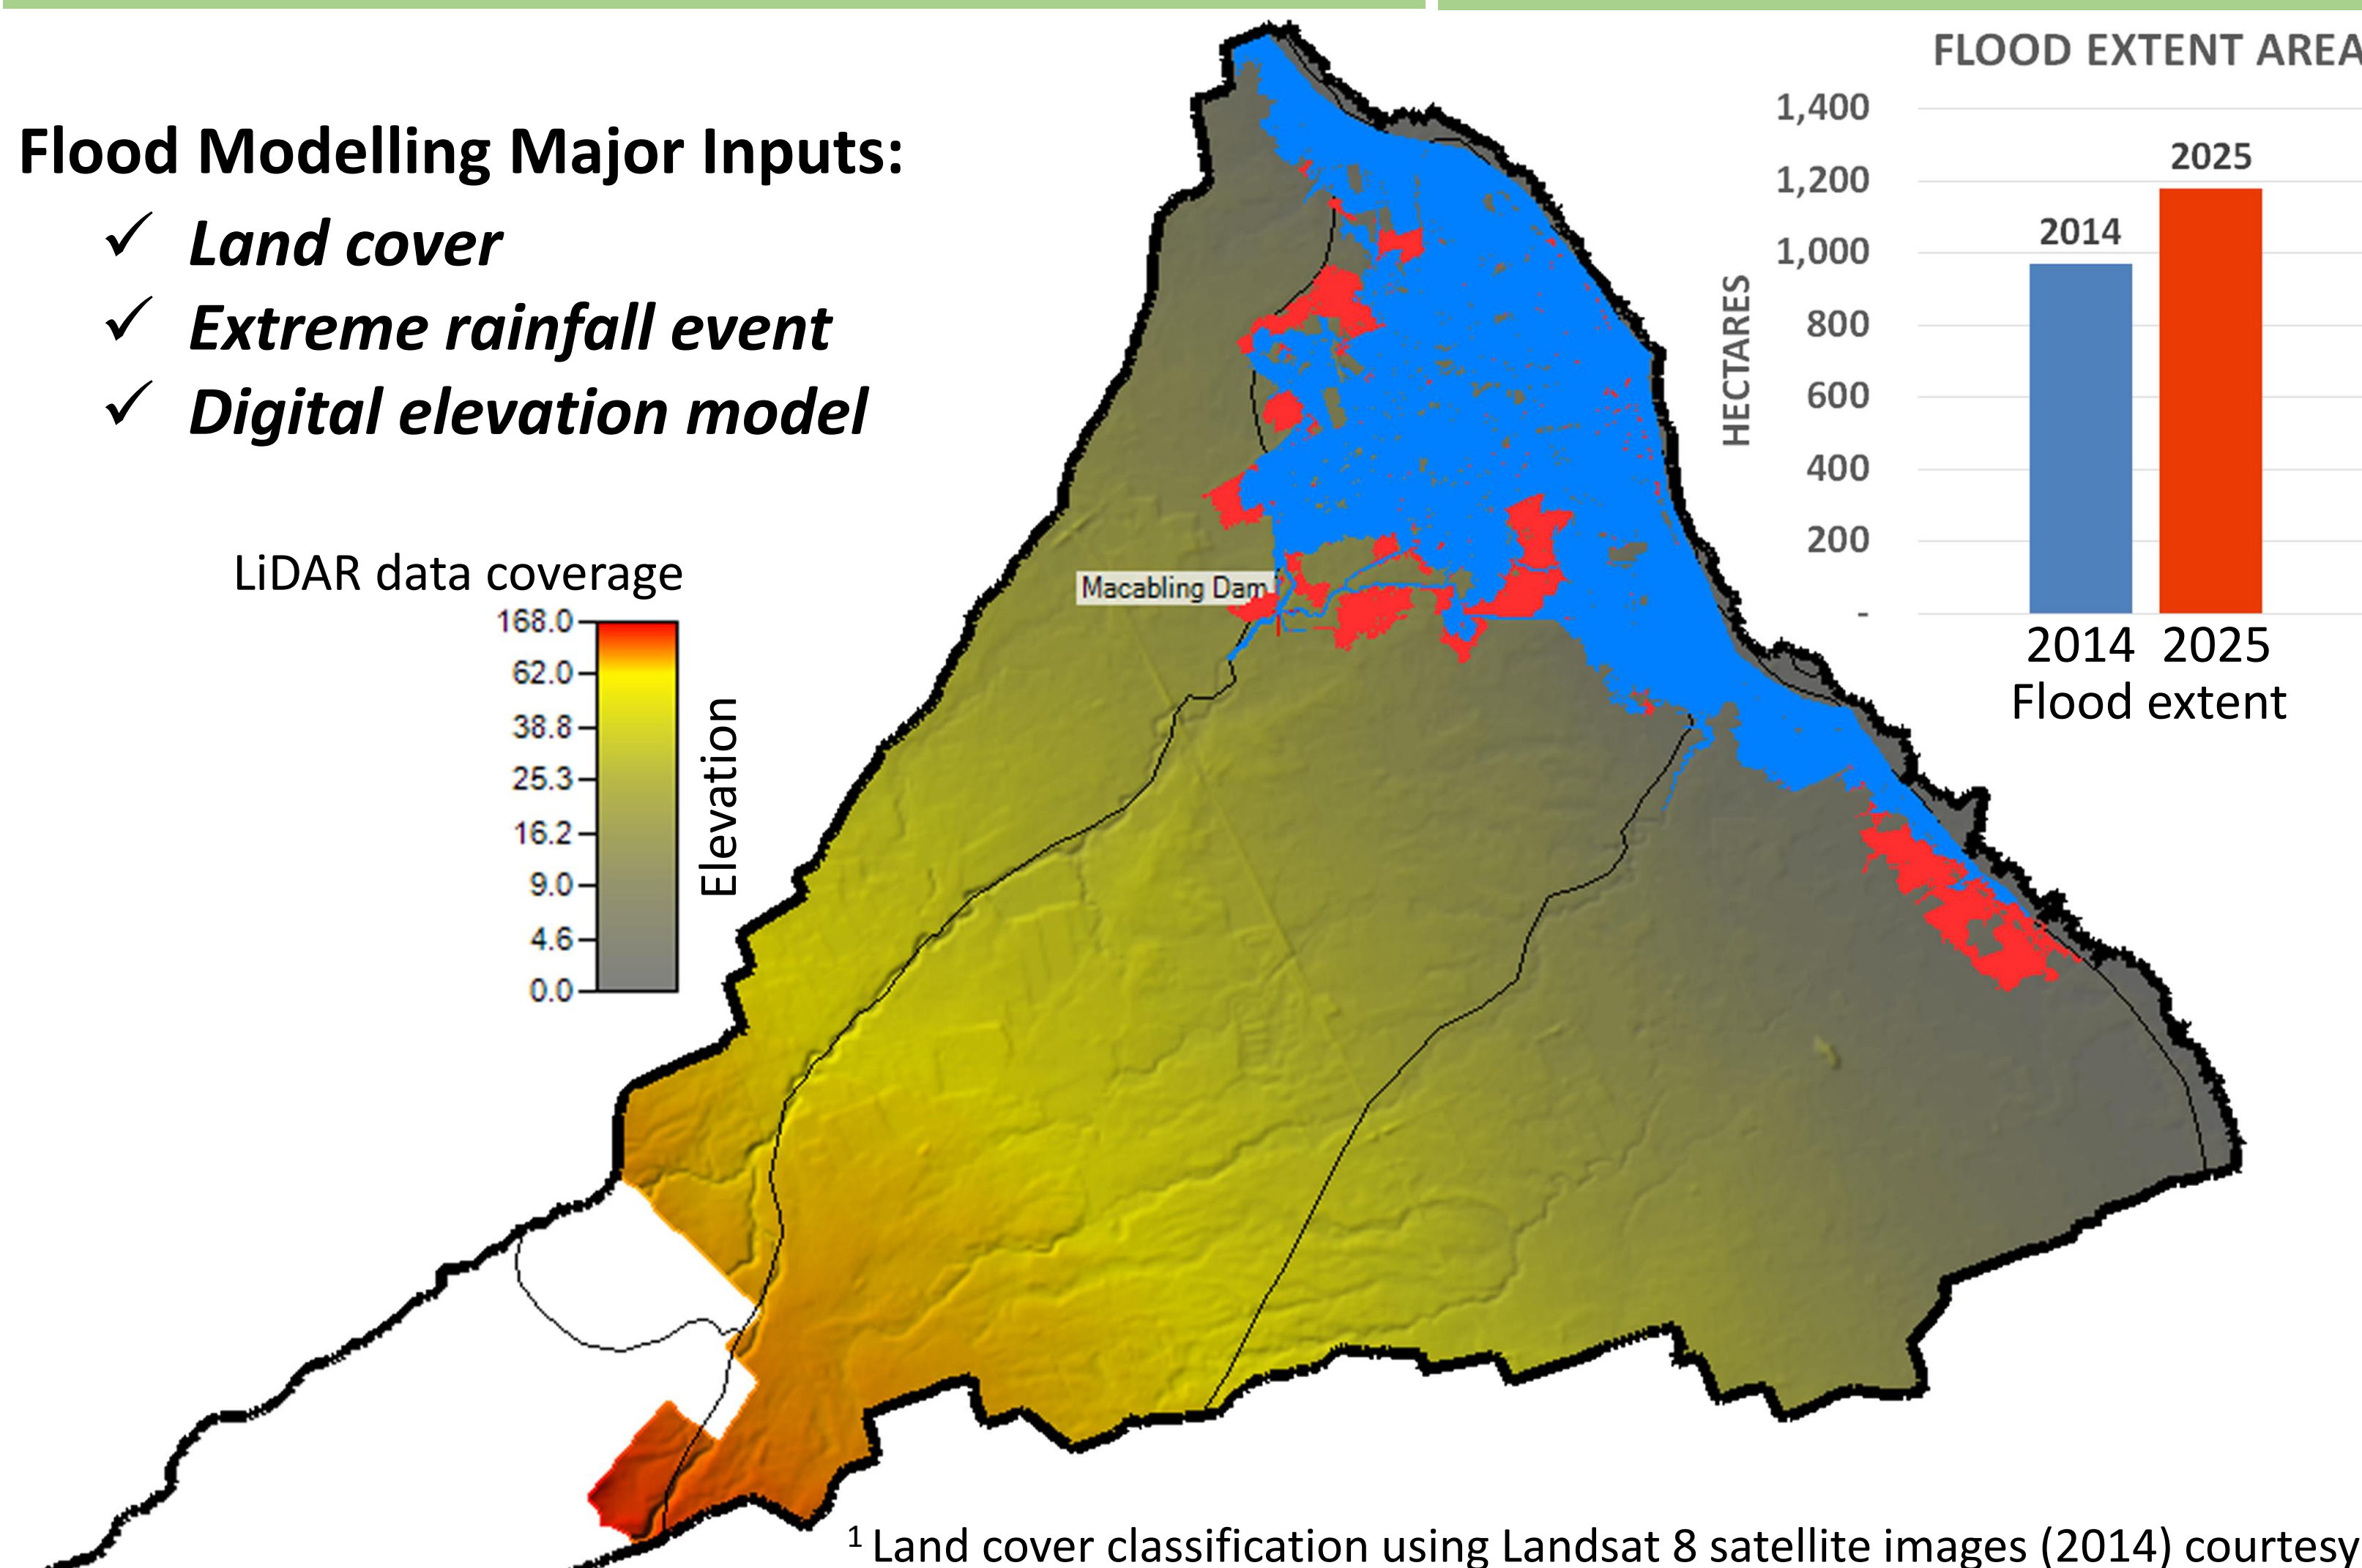 Flood Modelling Major Inputs:
✓ Land cover
✓ Extreme rainfall event
✓ Digital elevation model
LiDAR data coverage
168.0
62.0
38.8
25.3
16.2
9.0
4.6
0.0
Elevation
Macabling Dam
FLOOD EXTENT AREA
HECTARES
1,400
1,200
1,000
800
600
400
200
-
2014
2025
2014 2025
Flood extent
1 Land cover classification using Landsat 8 satellite images (2014) courtesy